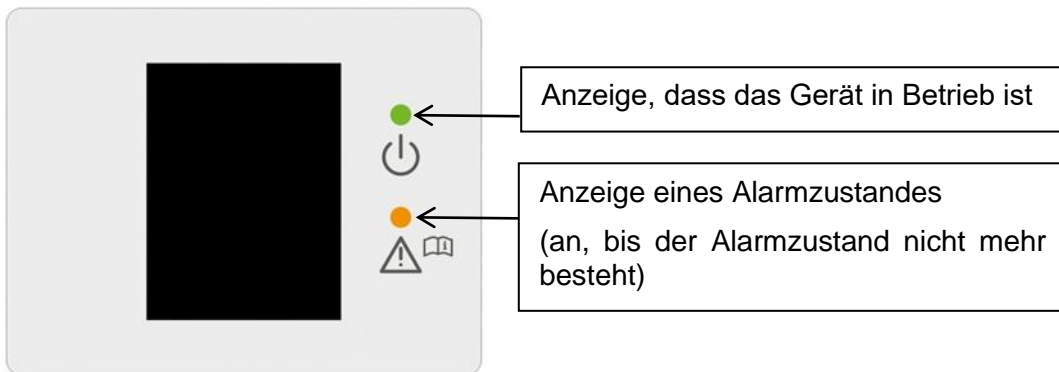 Anzeige, dass das Gerät in Betrieb ist
Anzeige eines Alarmzustandes
(an, bis der Alarmzustand nicht mehr
besteht)